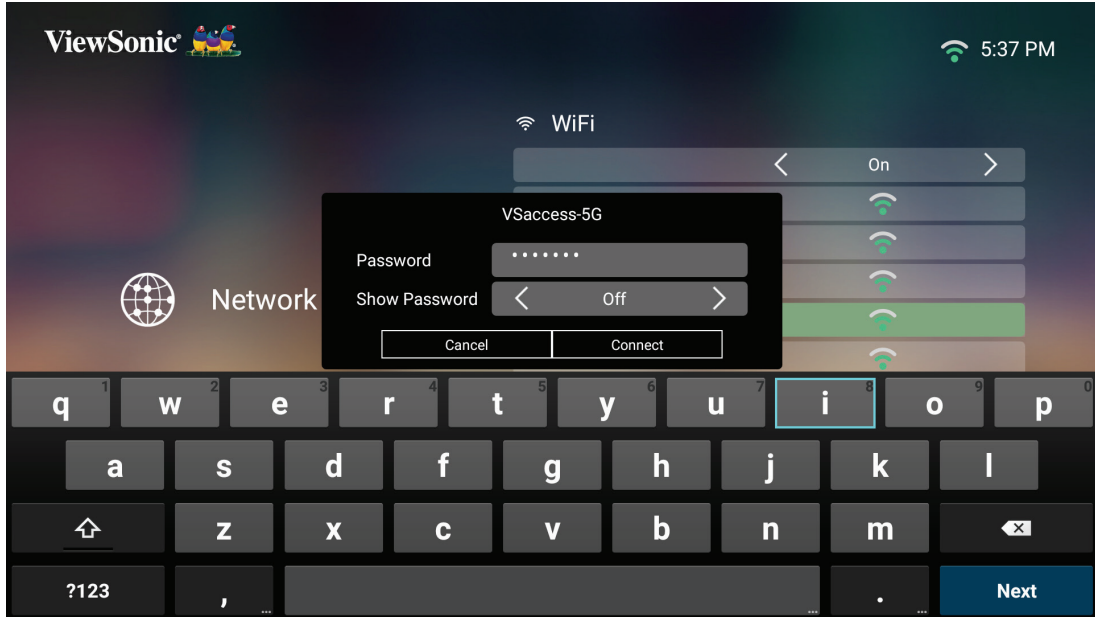 ViewSonic®
5:37 PM
WiFi
On
VSaccess-5G
Password •••••••
Show Password Off
Network
Cancel Connect
q 1 w 2 e 3 r 4 t 5 y 6 u 7 i 8 o 9 p 0
a s d f g h j k l
z x c v b n m
?123 , ... ... . ... Next